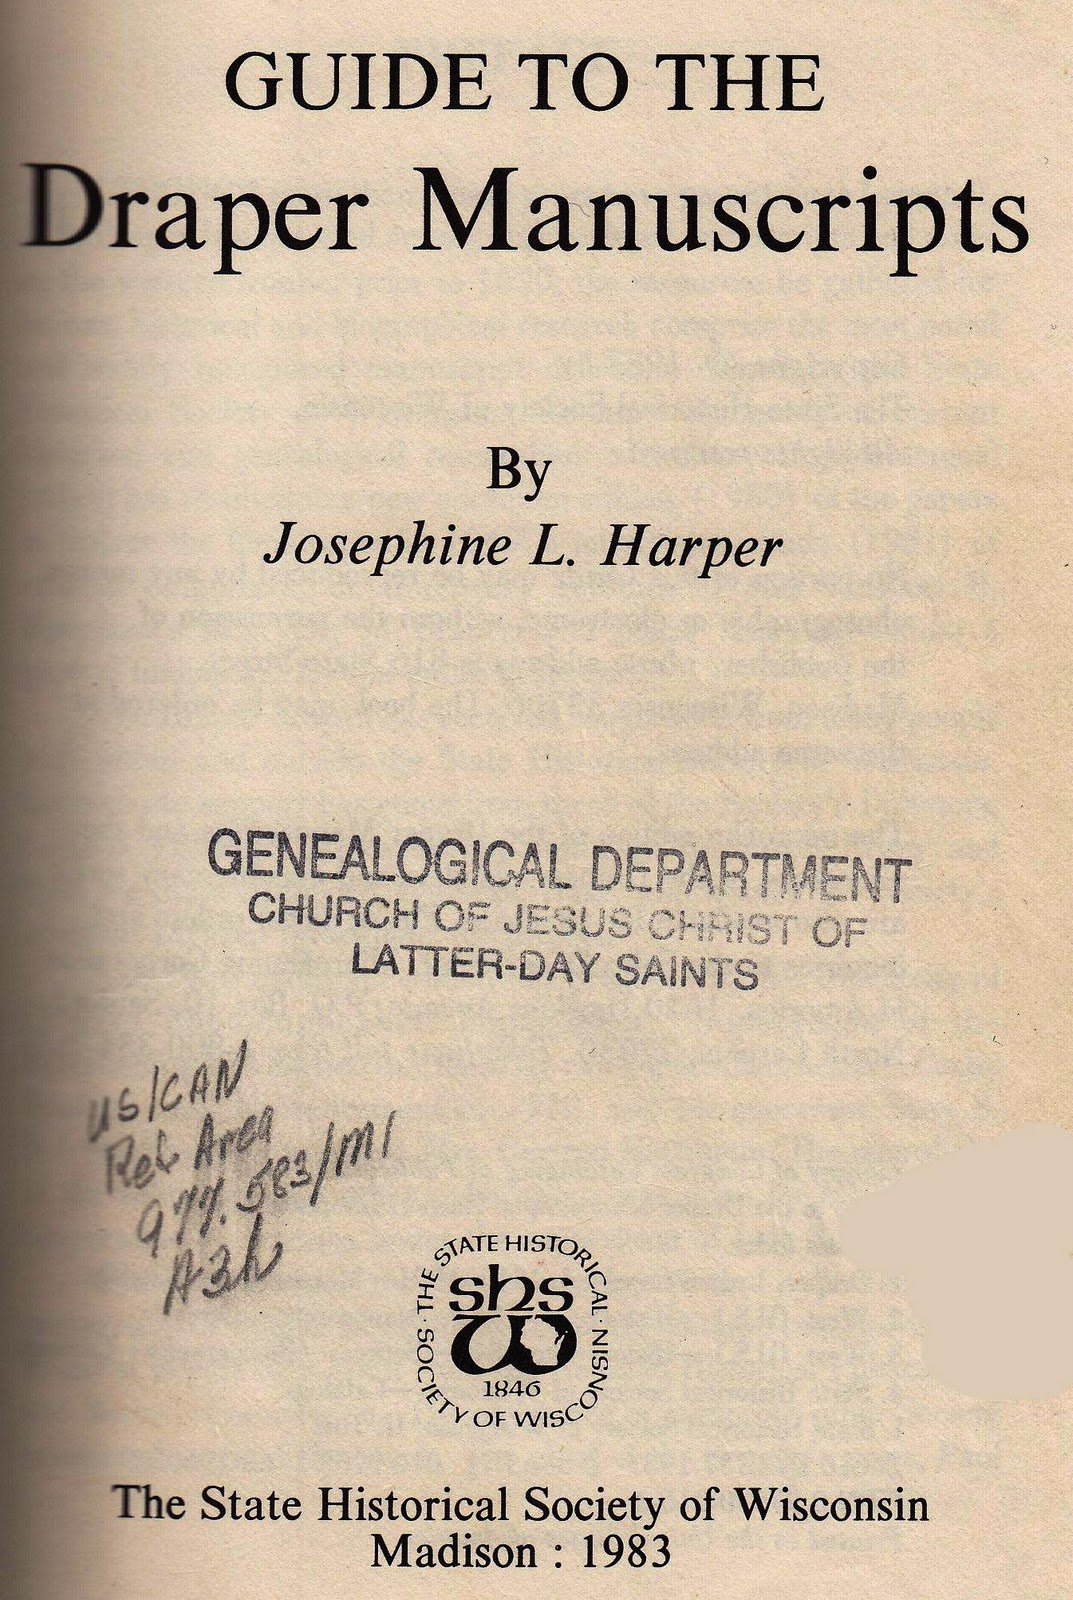 GUIDE TO THE
Draper Manuscripts
By
Josephine L. Harper
GENEALOGICAL DEPARTMENT
CHURCH OF JESUS CHRIST OF
LATTER-DAY SAINTS
US/CAN
Ref Area
977.583/M1
A3h
· THE STATE HISTORICAL · SOCIETY OF WISCONSIN
shs
w
1846
The State Historical Society of Wisconsin
Madison : 1983